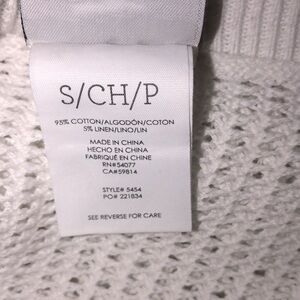 S/CH/P
95% COTTON/ALGODÓN/COTON
5% LINEN/LINO/LIN
MADE IN CHINA
HECHO EN CHINA
FABRIQUÉ EN CHINE
RN#54077
CA#59814
STYLE# 5454
PO# 221834
SEE REVERSE FOR CARE